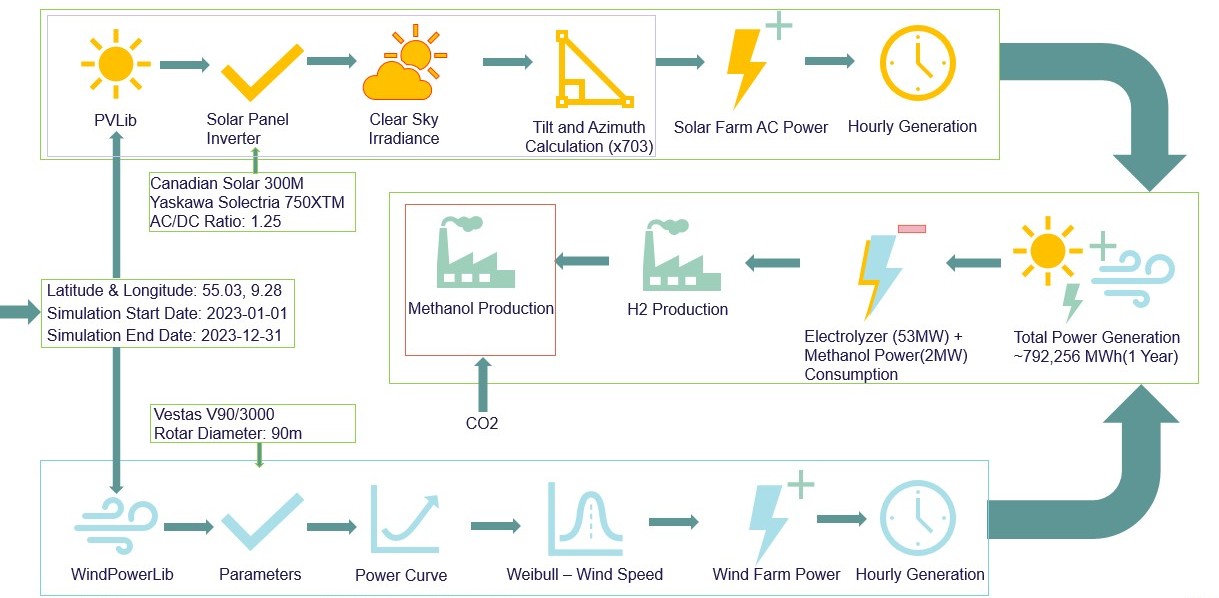 PVLib
Solar Panel
Inverter
Clear Sky
Irradiance
Tilt and Azimuth
Calculation (x703)
Solar Farm AC Power
Hourly Generation
Canadian Solar 300M
Yaskawa Solectria 750XTM
AC/DC Ratio: 1.25
Latitude & Longitude: 55.03, 9.28
Simulation Start Date: 2023-01-01
Simulation End Date: 2023-12-31
Methanol Production
H2 Production
Electrolyzer (53MW) +
Methanol Power(2MW)
Consumption
Total Power Generation
~792,256 MWh(1 Year)
CO2
Vestas V90/3000
Rotar Diameter: 90m
WindPowerLib
Parameters
Power Curve
Weibull – Wind Speed
Wind Farm Power
Hourly Generation